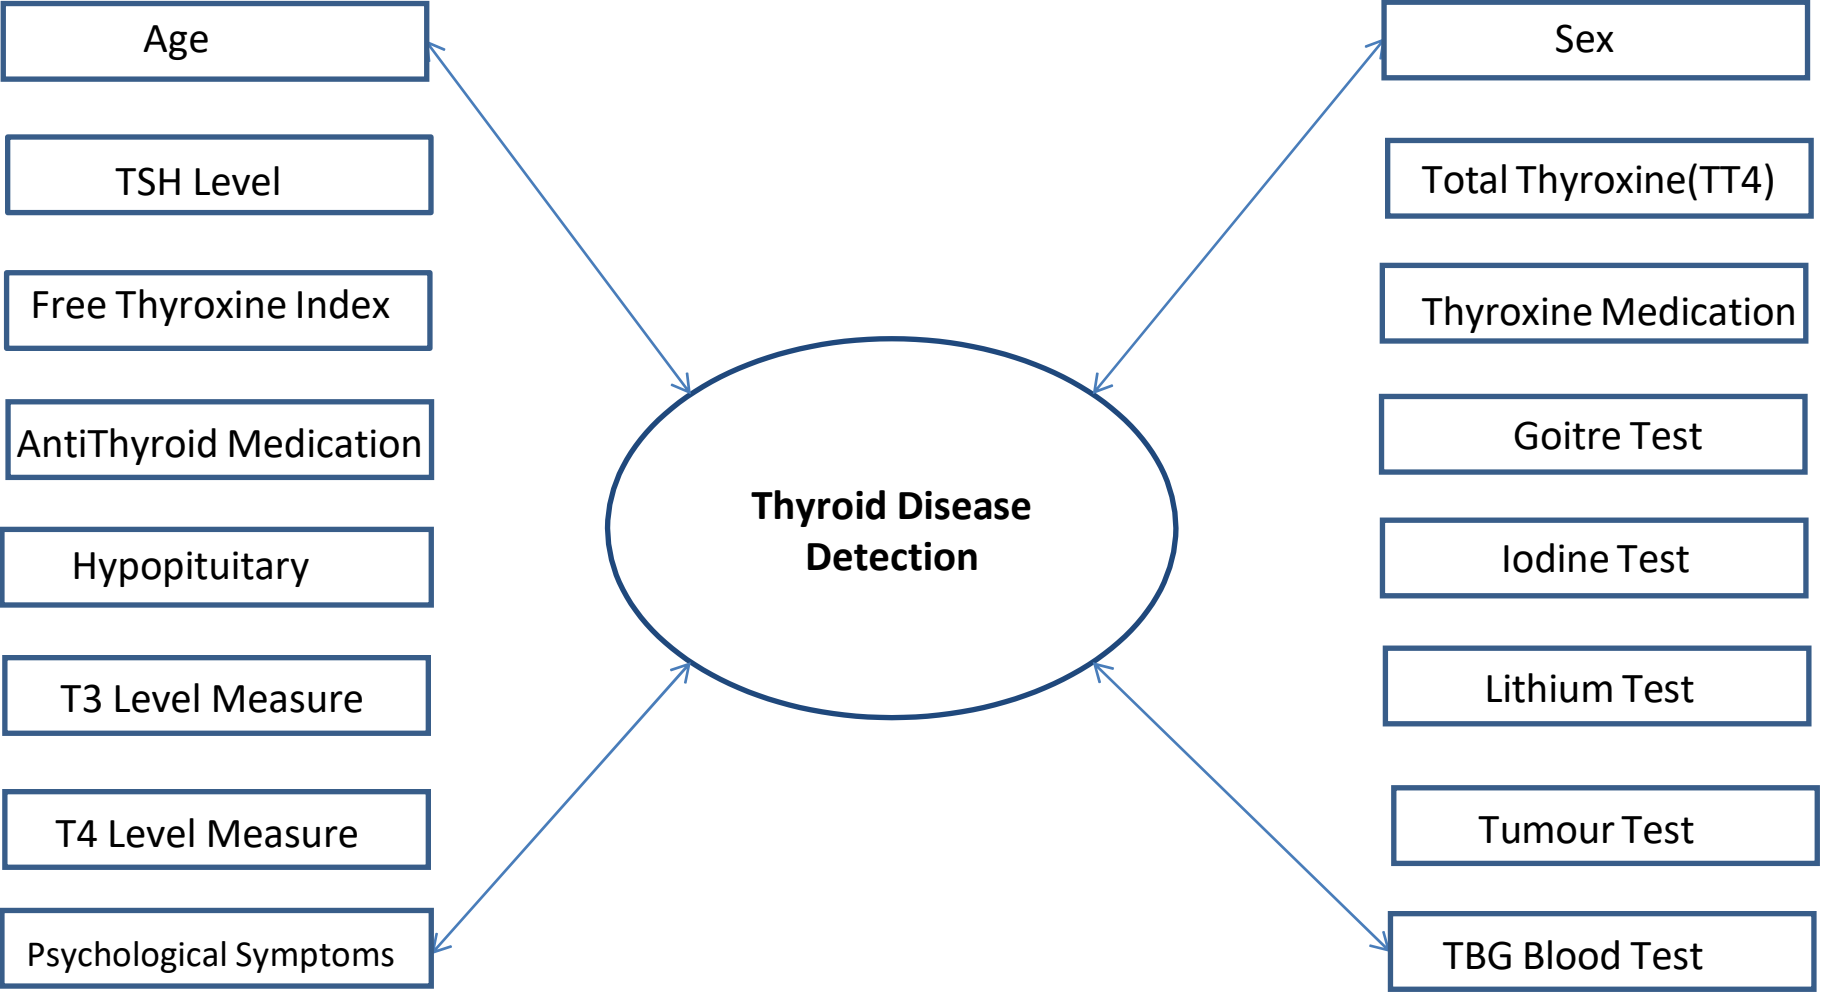 Age
Sex
TSH Level
Total Thyroxine(TT4)
Free Thyroxine Index
Thyroxine Medication
AntiThyroid Medication
Goitre Test
Thyroid Disease
Detection
Hypopituitary
Iodine Test
T3 Level Measure
Lithium Test
T4 Level Measure
Tumour Test
Psychological Symptoms
TBG Blood Test